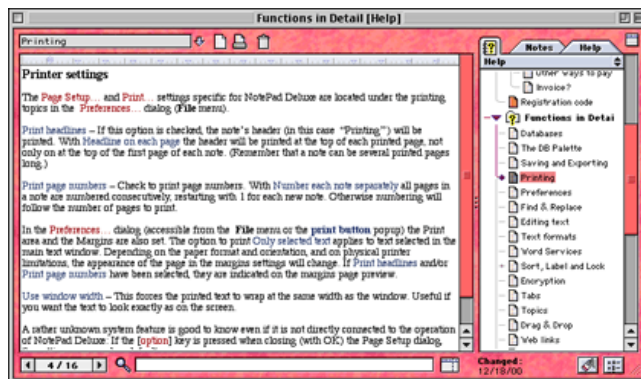 Functions in Detail [Help]
Printing
Notes
Help
Help
Printer settings
The Page Setup... and Print... settings specific for NotePad Deluxe are located under the printing
topics in the Preferences... dialog (File menu).
Print headlines – If this option is checked, the note's header (in this case "Printing") will be
printed. With Headline on each page the header will be printed at the top of each printed page, not
only on at the top of the first page of each note. (Remember that a note can be several printed pages
long.)
Print page numbers – Check to print page numbers. With Number each note separately all pages in
a note are numbered consecutively, restarting with 1 for each new note. Otherwise numbering will
follow the number of pages to print.
In the Preferences... dialog (accessible from the File menu or the print button popup) the Print
area and the Margins are also set. The option to print Only selected text applies to text selected in the
main text window. Depending on the paper format and orientation, and on physical printer
limitations, the appearance of the page in the margins settings will change. If Print headlines and/or
Print page numbers have been selected, they are indicated on the margins page preview.
Use window width – This forces the printed text to wrap at the same width as the window. Useful if
you want the text to look exactly as on the screen.
A rather unknown system feature is good to know even if it is not directly connected to the operation
of NotePad Deluxe: If the [option] key is pressed when closing (with OK) the Page Setup dialog,
Other ways to pay
Invoice?
Registration code
Functions in Detai
Databases
The DB Palette
Saving and Exporting
Printing
Preferences
Find & Replace
Editing text
Text formats
Word Services
Sort, Label and Lock
Encryption
Tabs
Topics
Drag & Drop
Web links
4/16
Changed:
12/18/00